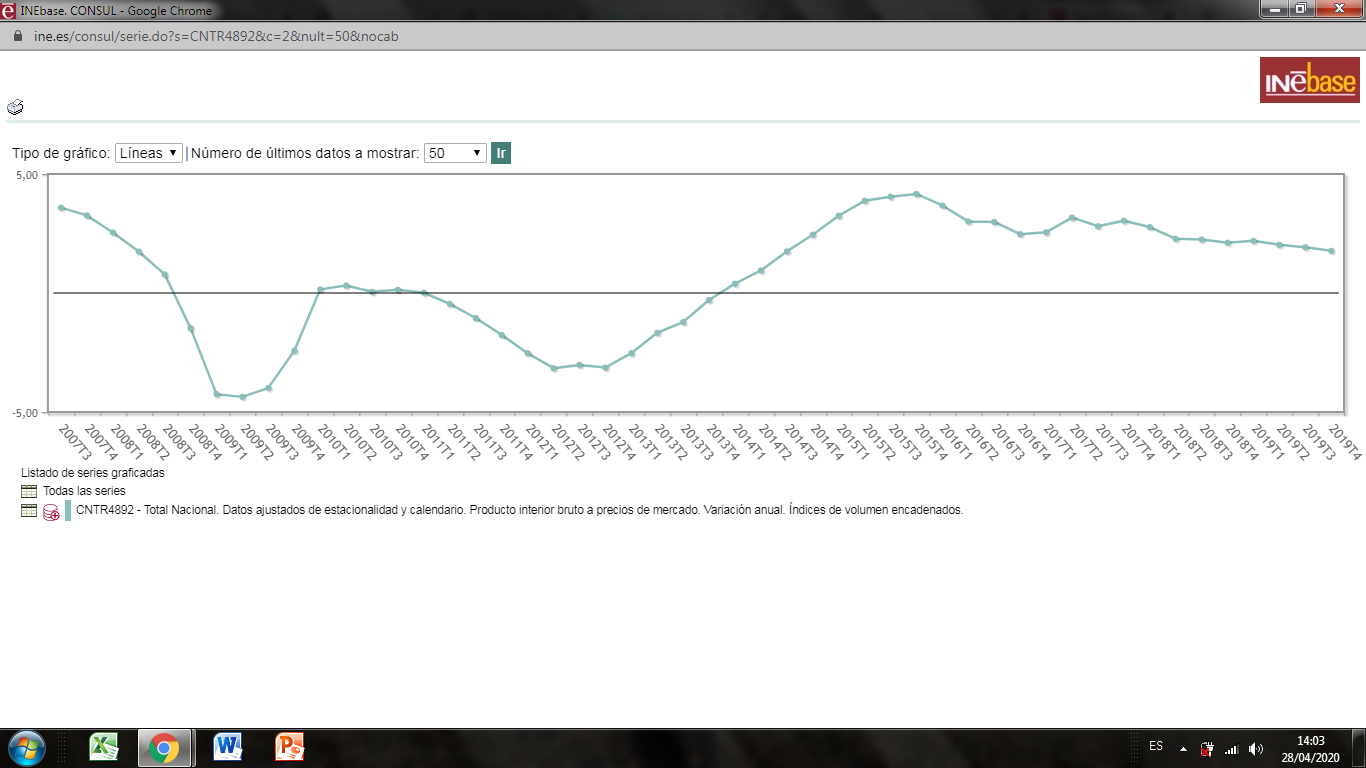 INEbase. CONSUL - Google Chrome
ine.es/consul/serie.do?s=CNTR4892&c=2&nult=50&nocab
INēbase
Tipo de gráfico: Líneas | Número de últimos datos a mostrar: 50 Ir
5,00
-5,00
2007T3 2007T4 2008T1 2008T2 2008T3 2008T4 2009T1 2009T2 2009T3 2009T4 2010T1 2010T2 2010T3 2010T4 2011T1 2011T2 2011T3 2011T4 2012T1 2012T2 2012T3 2012T4 2013T1 2013T2 2013T3 2013T4 2014T1 2014T2 2014T3 2014T4 2015T1 2015T2 2015T3 2015T4 2016T1 2016T2 2016T3 2016T4 2017T1 2017T2 2017T3 2017T4 2018T1 2018T2 2018T3 2018T4 2019T1 2019T2 2019T3 2019T4
Listado de series graficadas
Todas las series
CNTR4892 - Total Nacional. Datos ajustados de estacionalidad y calendario. Producto interior bruto a precios de mercado. Variación anual. Índices de volumen encadenados.
ES
14:03
28/04/2020